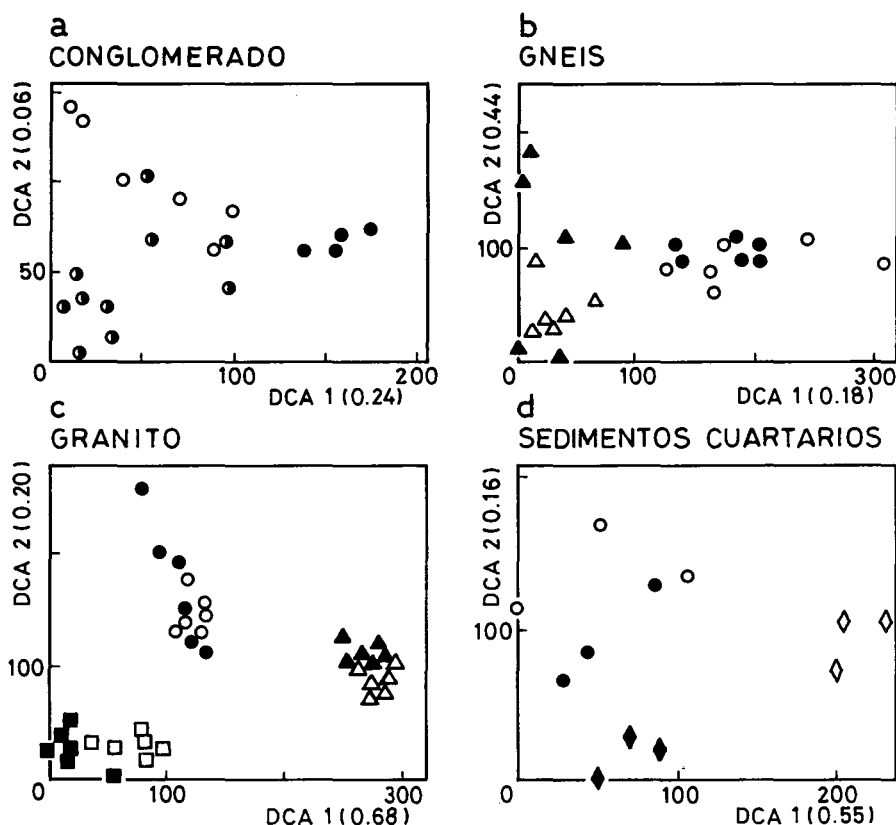 a
CONGLOMERADO
DCA 2 (0.06)
50
0
100
200
DCA 1 (0.24)
b
GNEIS
DCA 2 (0.44)
100
0
100
300
DCA 1 (0.18)
c
GRANITO
DCA 2 (0.20)
100
0
100
300
DCA 1 (0.68)
d
SEDIMENTOS CUARTARIOS
DCA 2 (0.16)
100
0
100
200
DCA 1 (0.55)